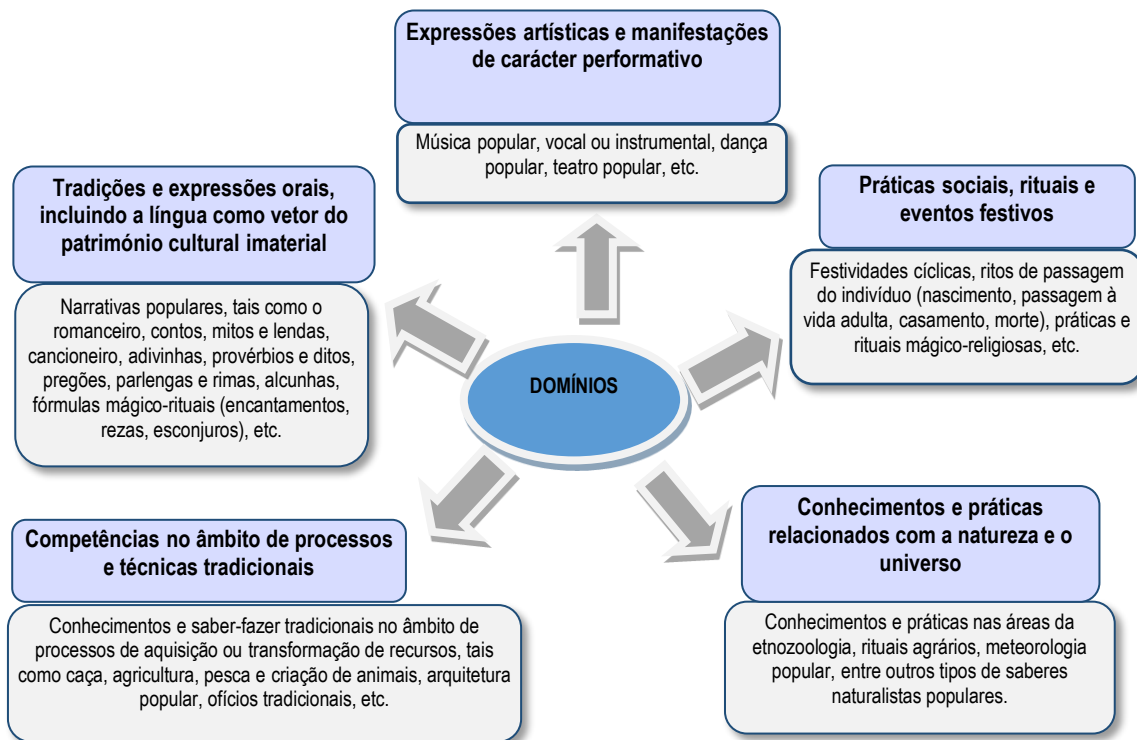 Expressões artísticas e manifestações
de carácter performativo
Música popular, vocal ou instrumental, dança
popular, teatro popular, etc.
Tradições e expressões orais,
incluindo a língua como vetor do
património cultural imaterial
Narrativas populares, tais como o
romanceiro, contos, mitos e lendas,
cancioneiro, adivinhas, provérbios e ditos,
pregões, parlengas e rimas, alcunhas,
fórmulas mágico-rituais (encantamentos,
rezas, esconjuros), etc.
Práticas sociais, rituais e
eventos festivos
Festividades cíclicas, ritos de passagem
do indivíduo (nascimento, passagem à
vida adulta, casamento, morte), práticas e
rituais mágico-religiosas, etc.
DOMÍNIOS
Competências no âmbito de processos
e técnicas tradicionais
Conhecimentos e saber-fazer tradicionais no âmbito de
processos de aquisição ou transformação de recursos, tais
como caça, agricultura, pesca e criação de animais, arquitetura
popular, ofícios tradicionais, etc.
Conhecimentos e práticas
relacionados com a natureza e o
universo
Conhecimentos e práticas nas áreas da
etnozoologia, rituais agrários, meteorologia
popular, entre outros tipos de saberes
naturalistas populares.